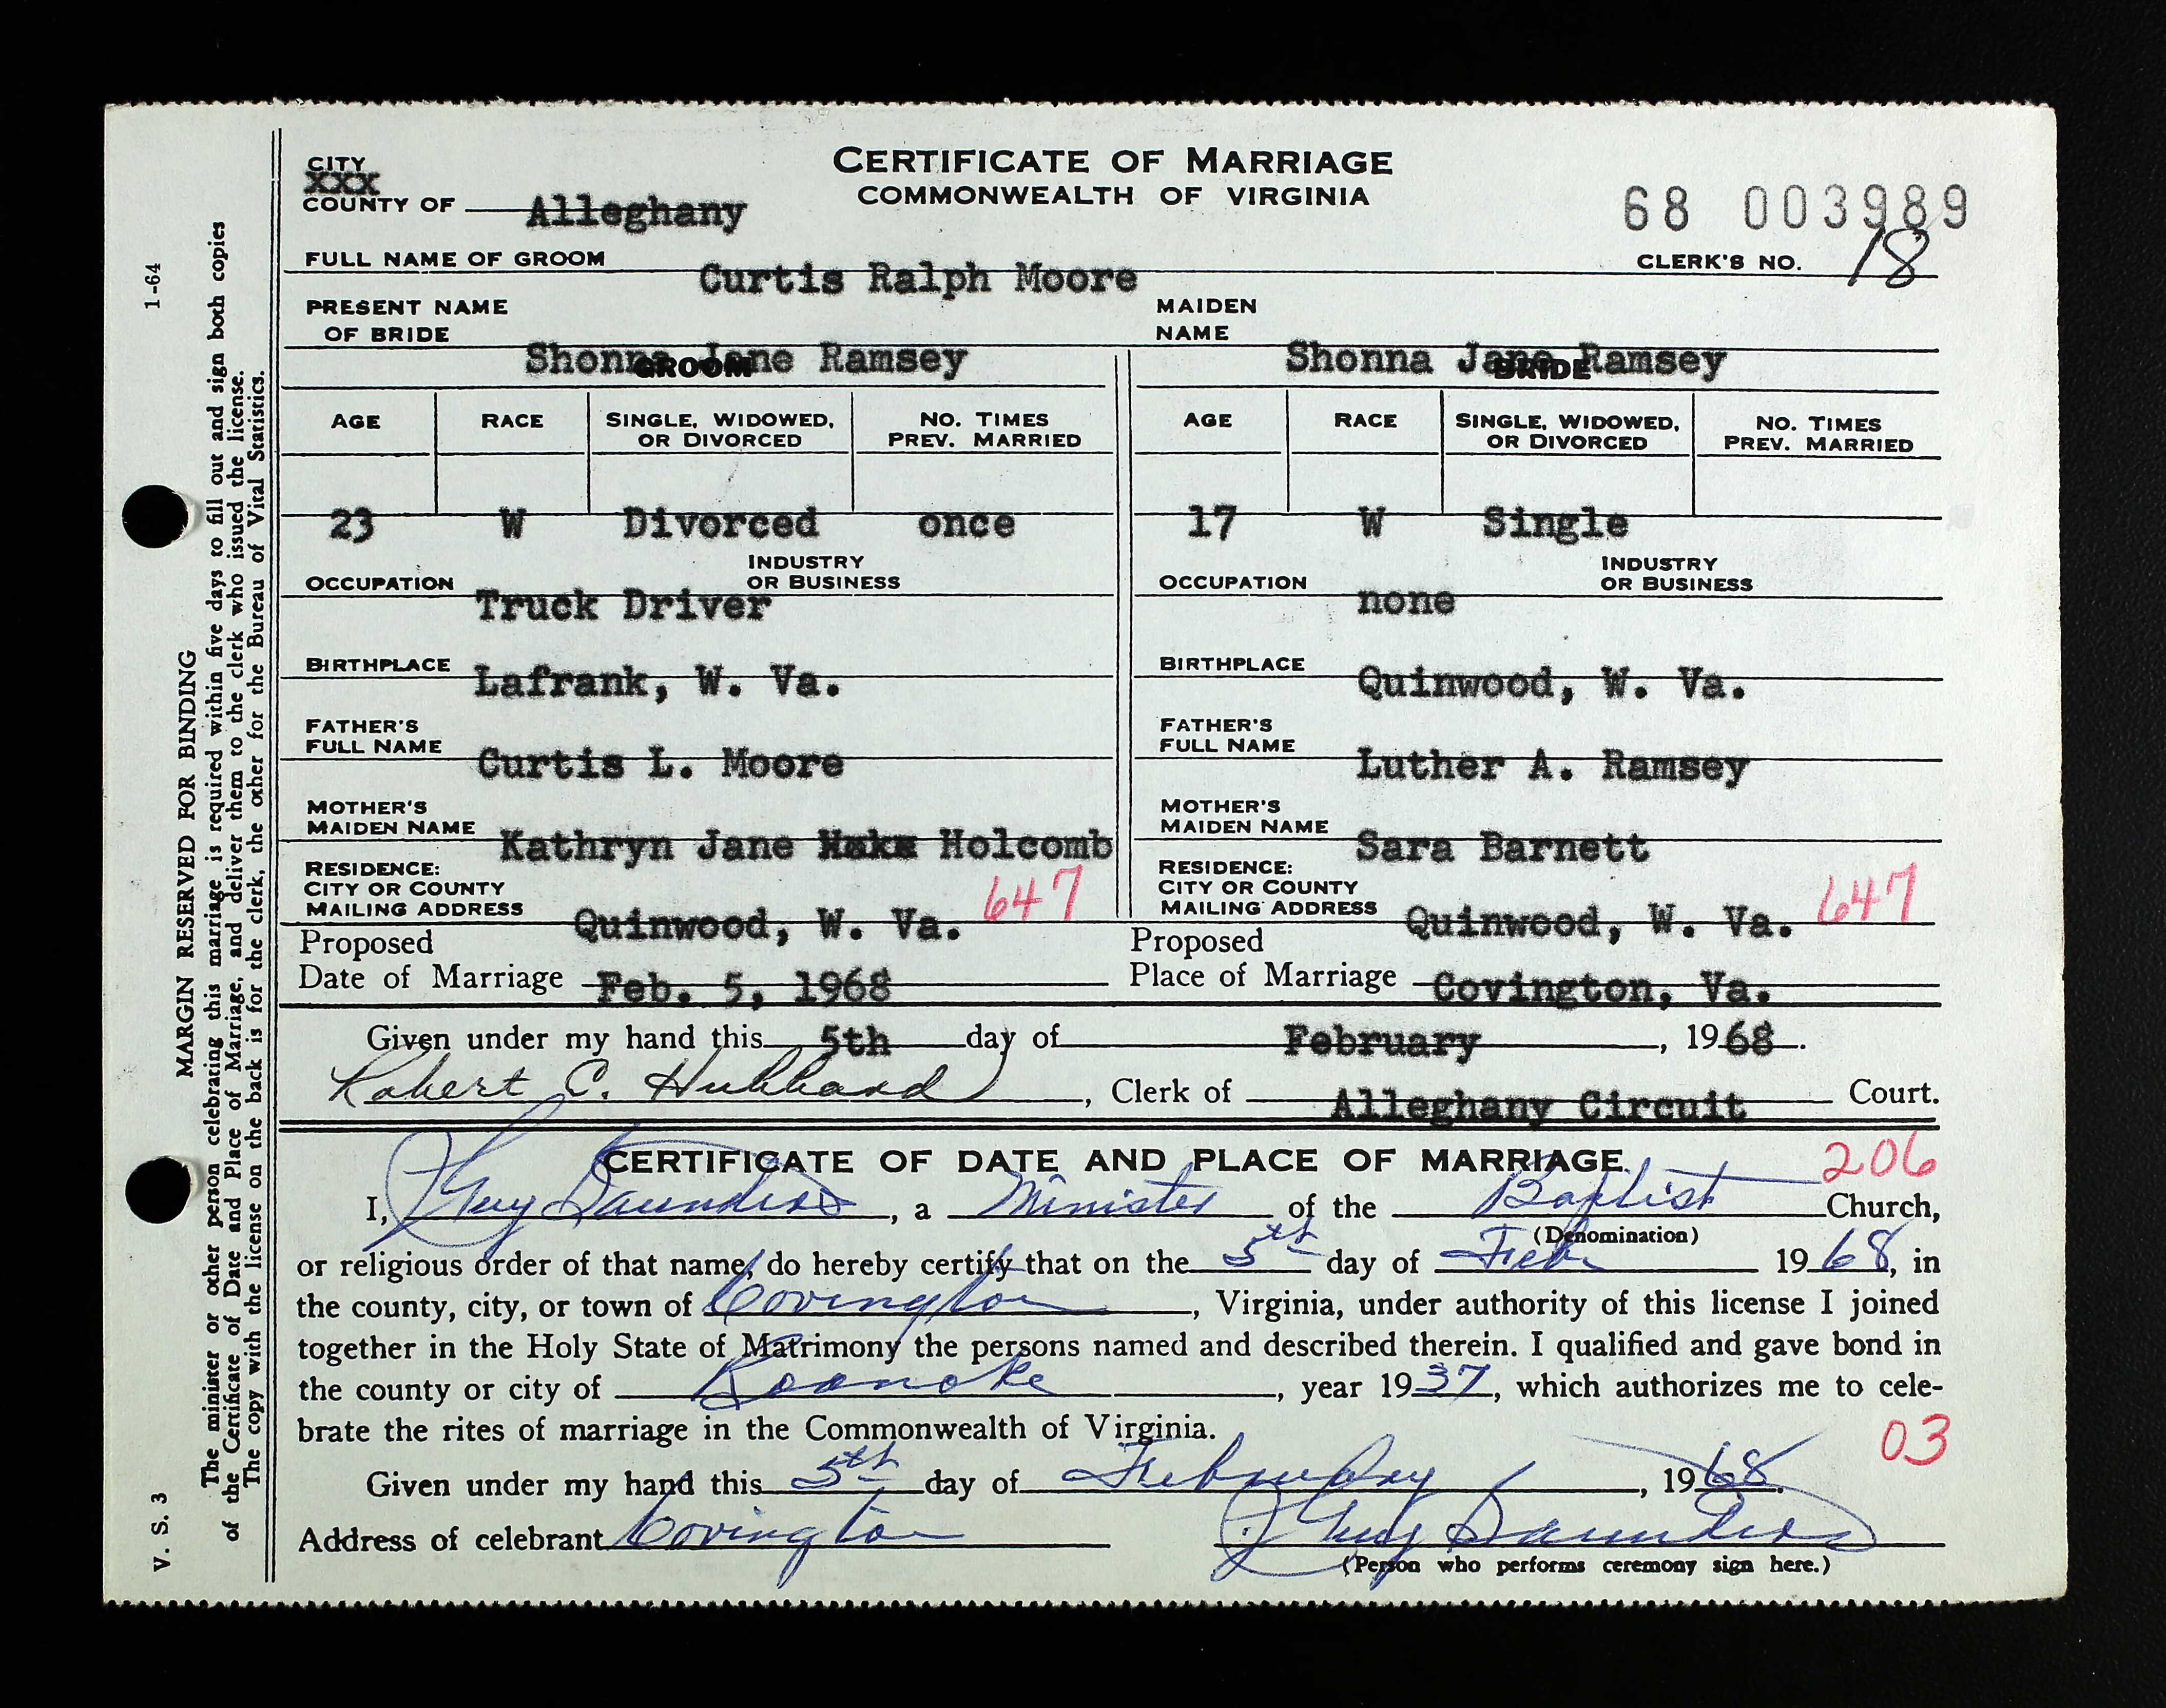 CERTIFICATE OF MARRIAGE
COMMONWEALTH OF VIRGINIA
CITY
XXX
COUNTY OF Alleghany
68 003989
FULL NAME OF GROOM Curtis Ralph Moore CLERK'S NO. 18
PRESENT NAME OF BRIDE Shonna Jane Ramsey MAIDEN NAME Shonna Jane Ramsey
GROOM BRIDE
AGE RACE SINGLE, WIDOWED, OR DIVORCED NO. TIMES PREV. MARRIED AGE RACE SINGLE, WIDOWED, OR DIVORCED NO. TIMES PREV. MARRIED
23 W Divorced once 17 W Single
OCCUPATION Truck Driver INDUSTRY OR BUSINESS OCCUPATION none INDUSTRY OR BUSINESS
BIRTHPLACE Lafrank, W. Va. BIRTHPLACE Quinwood, W. Va.
FATHER'S FULL NAME Curtis L. Moore FATHER'S FULL NAME Luther A. Ramsey
MOTHER'S MAIDEN NAME Kathryn Jane Holcomb MOTHER'S MAIDEN NAME Sara Barnett
RESIDENCE: CITY OR COUNTY MAILING ADDRESS Quinwood, W. Va. 647 RESIDENCE: CITY OR COUNTY MAILING ADDRESS Quinwood, W. Va. 647
Proposed Date of Marriage Feb. 5, 1968 Proposed Place of Marriage Covington, Va.
Given under my hand this 5th day of February, 1968.
Robert C. Hubbard, Clerk of Alleghany Circuit Court.
CERTIFICATE OF DATE AND PLACE OF MARRIAGE 206
I, Guy Saunders, a Minister of the Baptist Church,
(Denomination)
or religious order of that name, do hereby certify that on the 5th day of Feb 1968, in
the county, city, or town of Covington, Virginia, under authority of this license I joined
together in the Holy State of Matrimony the persons named and described therein. I qualified and gave bond in
the county or city of Roanoke, year 1937, which authorizes me to cele-
brate the rites of marriage in the Commonwealth of Virginia.
03
Given under my hand this 5th day of February, 1968.
Address of celebrant Covington Guy Saunders
(Person who performs ceremony sign here.)
V. S. 3 1-64
MARGIN RESERVED FOR BINDING
The minister or other person celebrating this marriage is required within five days to fill out and sign both copies
of the Certificate of Date and Place of Marriage, and deliver them to the clerk who issued the license.
The copy with the license on the back is for the clerk, the other for the Bureau of Vital Statistics.